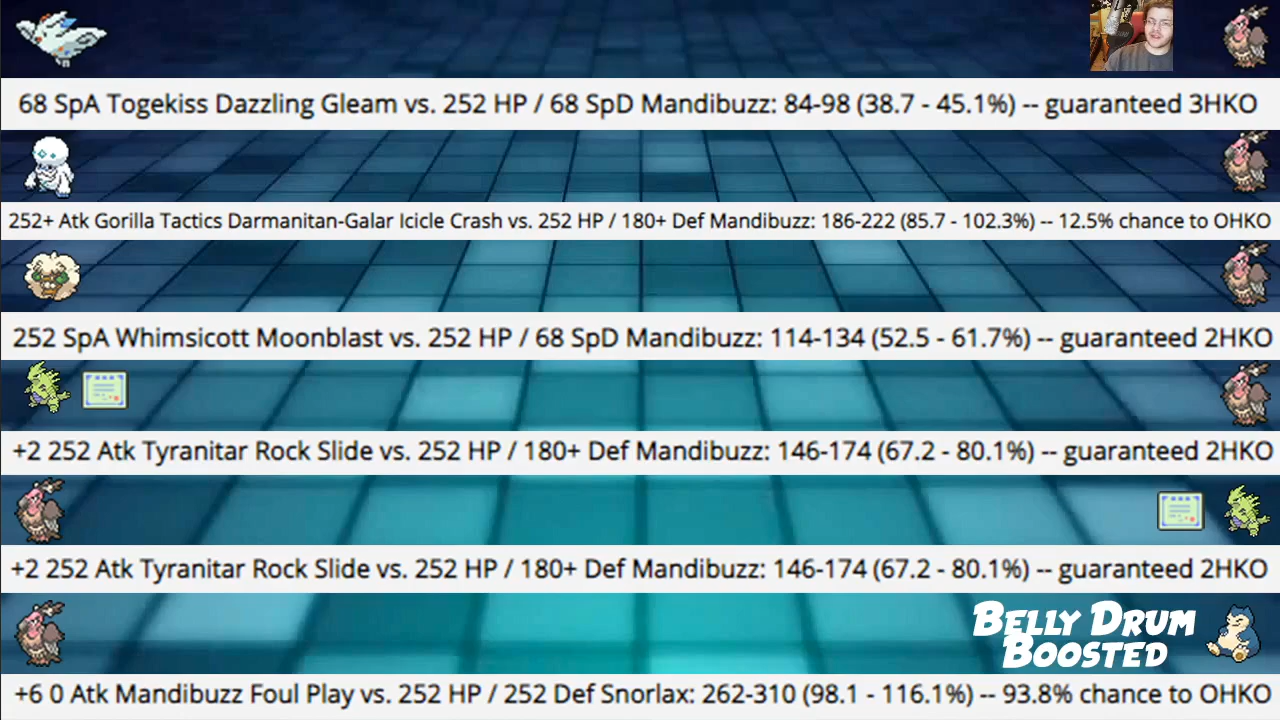 68 SpA Togekiss Dazzling Gleam vs. 252 HP / 68 SpD Mandibuzz: 84-98 (38.7 - 45.1%) -- guaranteed 3HKO
252+ Atk Gorilla Tactics Darmanitan-Galar Icicle Crash vs. 252 HP / 180+ Def Mandibuzz: 186-222 (85.7 - 102.3%) -- 12.5% chance to OHKO
252 SpA Whimsicott Moonblast vs. 252 HP / 68 SpD Mandibuzz: 114-134 (52.5 - 61.7%) -- guaranteed 2HKO
+2 252 Atk Tyranitar Rock Slide vs. 252 HP / 180+ Def Mandibuzz: 146-174 (67.2 - 80.1%) -- guaranteed 2HKO
+2 252 Atk Tyranitar Rock Slide vs. 252 HP / 180+ Def Mandibuzz: 146-174 (67.2 - 80.1%) -- guaranteed 2HKO
Belly Drum
Boosted
+6 0 Atk Mandibuzz Foul Play vs. 252 HP / 252 Def Snorlax: 262-310 (98.1 - 116.1%) -- 93.8% chance to OHKO